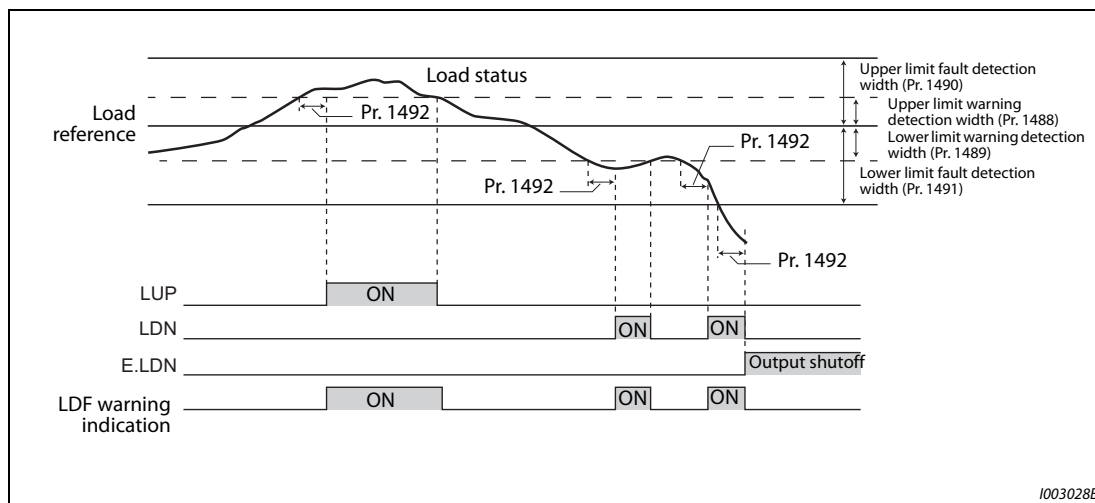 Load status
Upper limit fault detection
width (Pr. 1490)
Load
reference
Pr. 1492
Upper limit warning
detection width (Pr. 1488)
Pr. 1492
Lower limit warning detection
width (Pr. 1489)
Pr. 1492
Lower limit fault detection
width (Pr. 1491)
Pr. 1492
LUP
ON
LDN
ON
ON
E.LDN
Output shutoff
LDF warning
indication
ON
ON
ON
I003028E